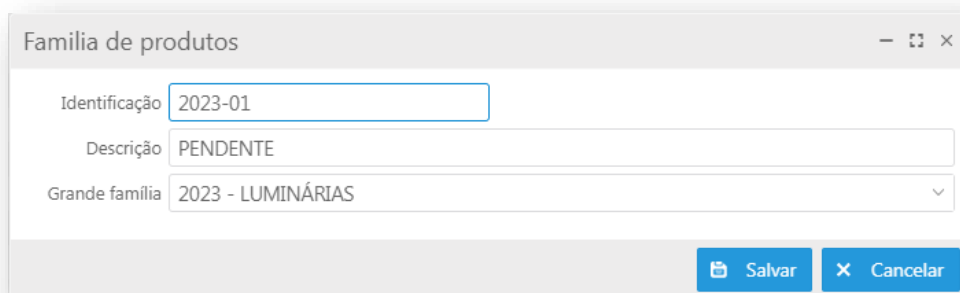 Familia de produtos
Identificação 2023-01
Descrição PENDENTE
Grande família 2023 - LUMINÁRIAS
Salvar Cancelar